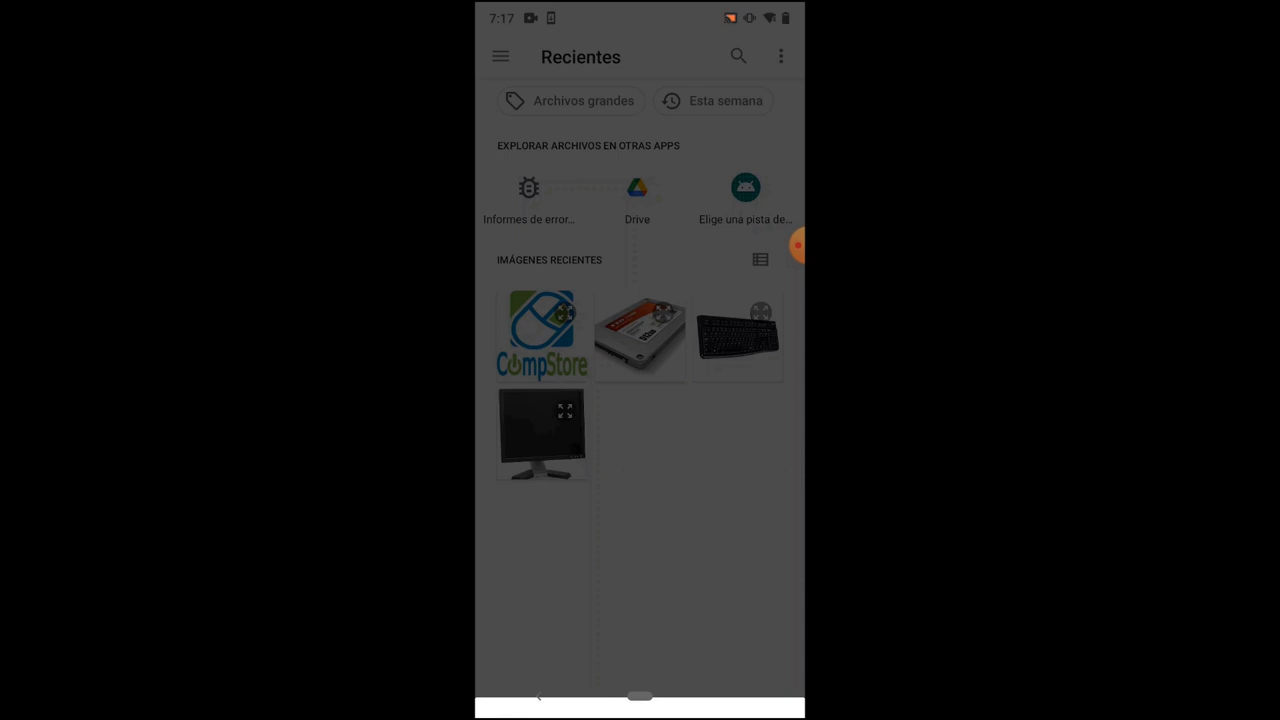 7:17
Recientes
Archivos grandes
Esta semana
EXPLORAR ARCHIVOS EN OTRAS APPS
Informes de error...
Drive
Elige una pista de...
IMÁGENES RECIENTES
CompStore